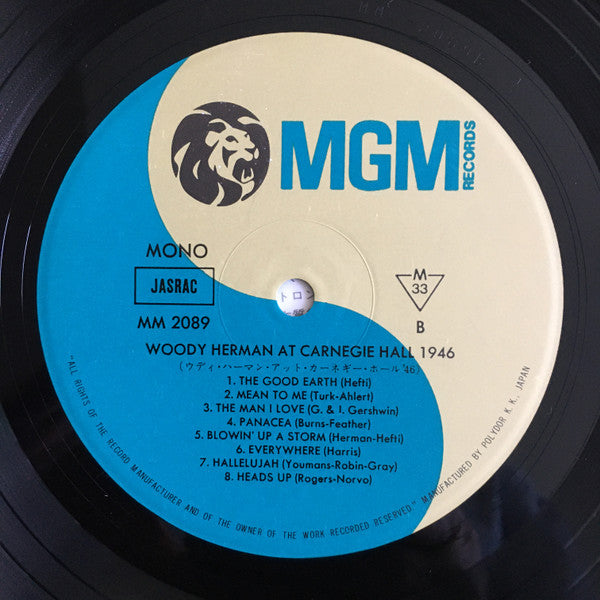 MGM
RECORDS
MONO
JASRAC
MM 2089
M
33
B
トロン
WOODY HERMAN AT CARNEGIE HALL 1946
(ウディ・ハーマン・アット・カーネギー・ホール'46)
1. THE GOOD EARTH (Hefti)
2. MEAN TO ME (Turk-Ahlert)
3. THE MAN I LOVE (G. & I. Gershwin)
4. PANACEA (Burns-Feather)
5. BLOWIN' UP A STORM (Herman-Hefti)
6. EVERYWHERE (Harris)
7. HALLELUJAH (Youmans-Robin-Gray)
8. HEADS UP (Rogers-Norvo)
"ALL RIGHTS OF THE RECORD MANUFACTURER AND OF THE OWNER OF THE WORK RECORDED RESERVED." MANUFACTURED BY POLYDOR K. K., JAPAN